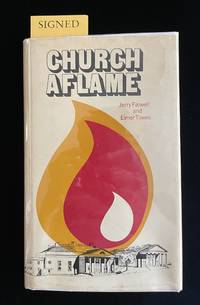 SIGNED
CHURCH
AFLAME
Jerry Falwell
and
Elmer Towns